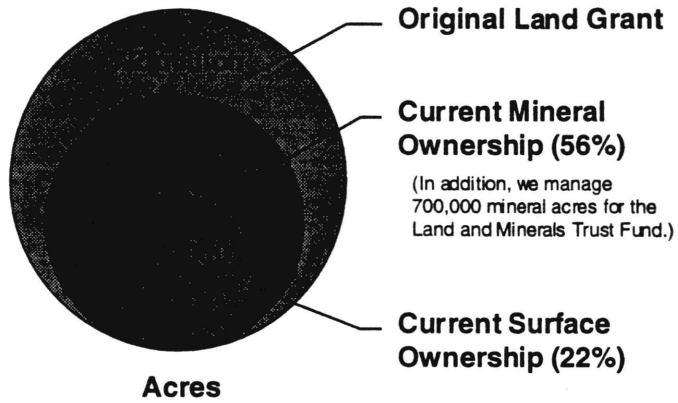 Original Land Grant
Current Mineral
Ownership (56%)
(In addition, we manage
700,000 mineral acres for the
Land and Minerals Trust Fund.)
Current Surface
Ownership (22%)
Acres